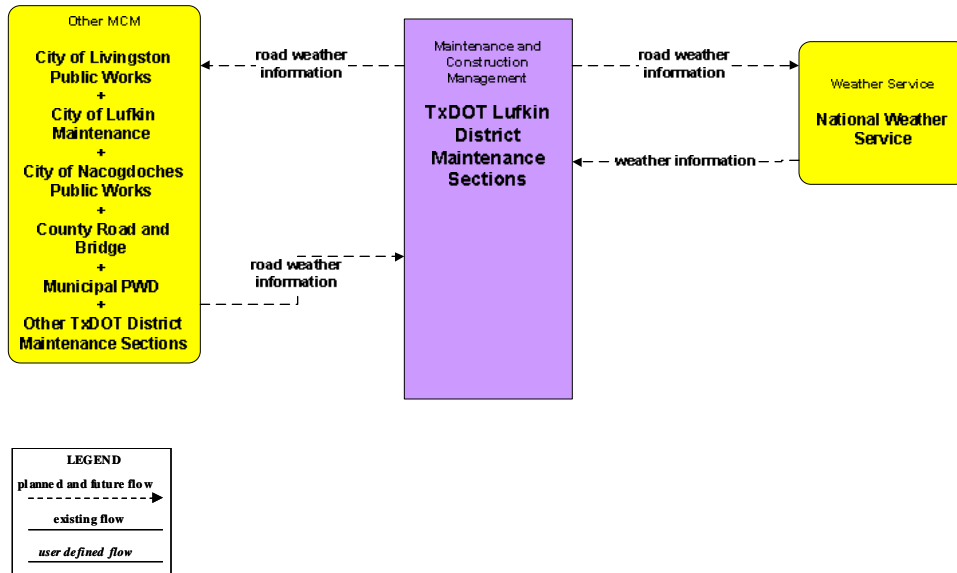 Other MCM
City of Livingston
Public Works
+
City of Lufkin
Maintenance
+
City of Nacogdoches
Public Works
+
County Road and
Bridge
+
Municipal PWD
+
Other TxDOT District
Maintenance Sections
road weather
information
road weather
information
Maintenance and
Construction
Management
TxDOT Lufkin
District
Maintenance
Sections
road weather
information
weather information
Weather Service
National Weather
Service
LEGEND
planned and future flow
existing flow
user defined flow